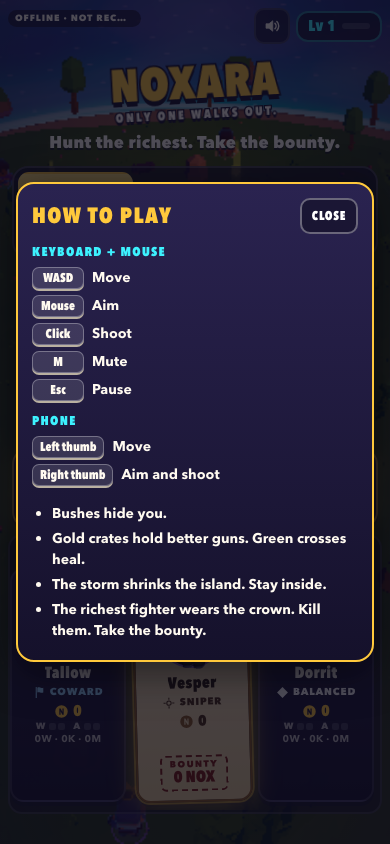 OFFLINE · NOT REC...
Lv 1
NOXARA
ONLY ONE WALKS OUT.
Hunt the richest. Take the bounty.
HOW TO PLAY
CLOSE
KEYBOARD + MOUSE
WASD Move
Mouse Aim
Click Shoot
M Mute
Esc Pause
PHONE
Left thumb Move
Right thumb Aim and shoot
• Bushes hide you.
• Gold crates hold better guns. Green crosses
heal.
• The storm shrinks the island. Stay inside.
• The richest fighter wears the crown. Kill
them. Take the bounty.
Tallow
COWARD
N 0
W A
0W · 0K · 0M
Vesper
SNIPER
N 0
BOUNTY
0 NOX
Dorrit
BALANCED
N 0
W A
0W · 0K · 0M